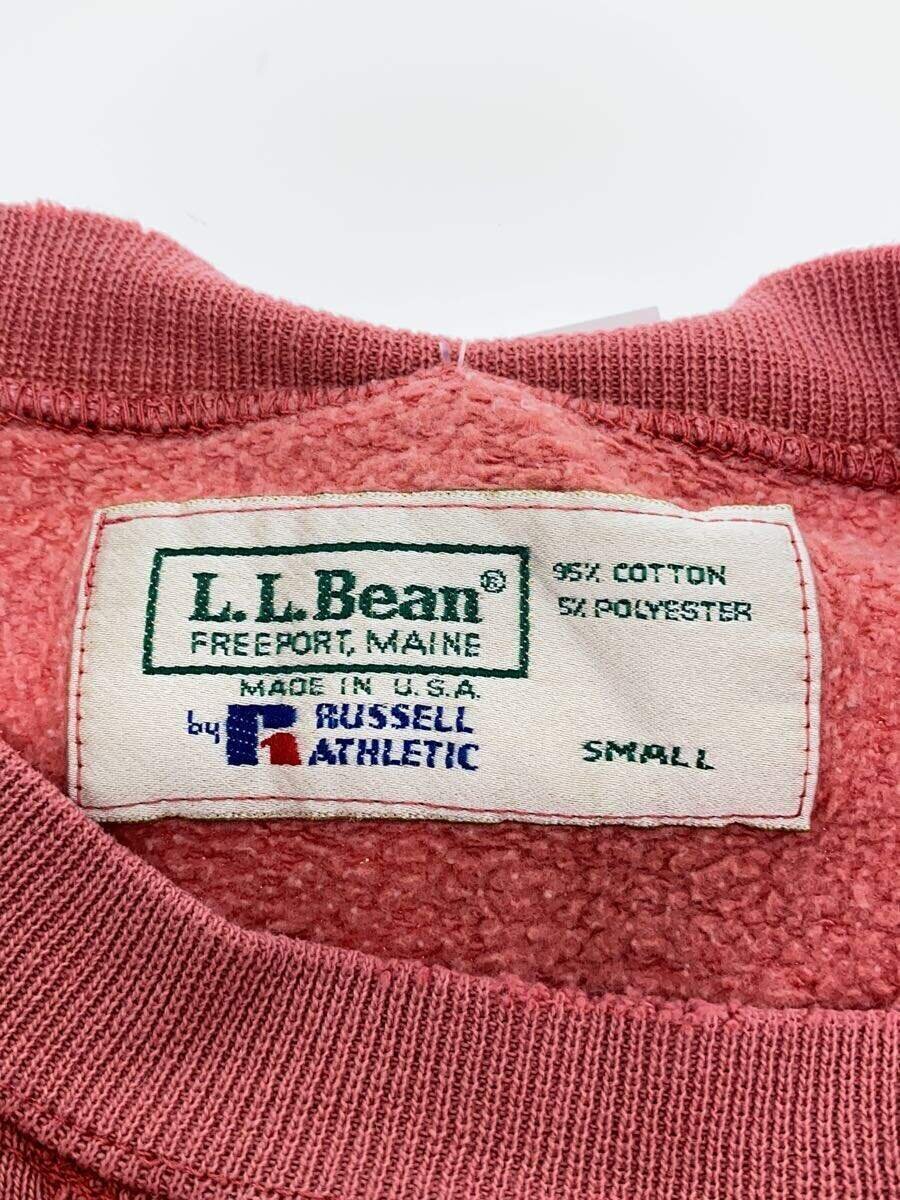 L.L.Bean®
FREEPORT, MAINE
MADE IN U.S.A.
by RUSSELL
ATHLETIC
95% COTTON
5% POLYESTER
SMALL